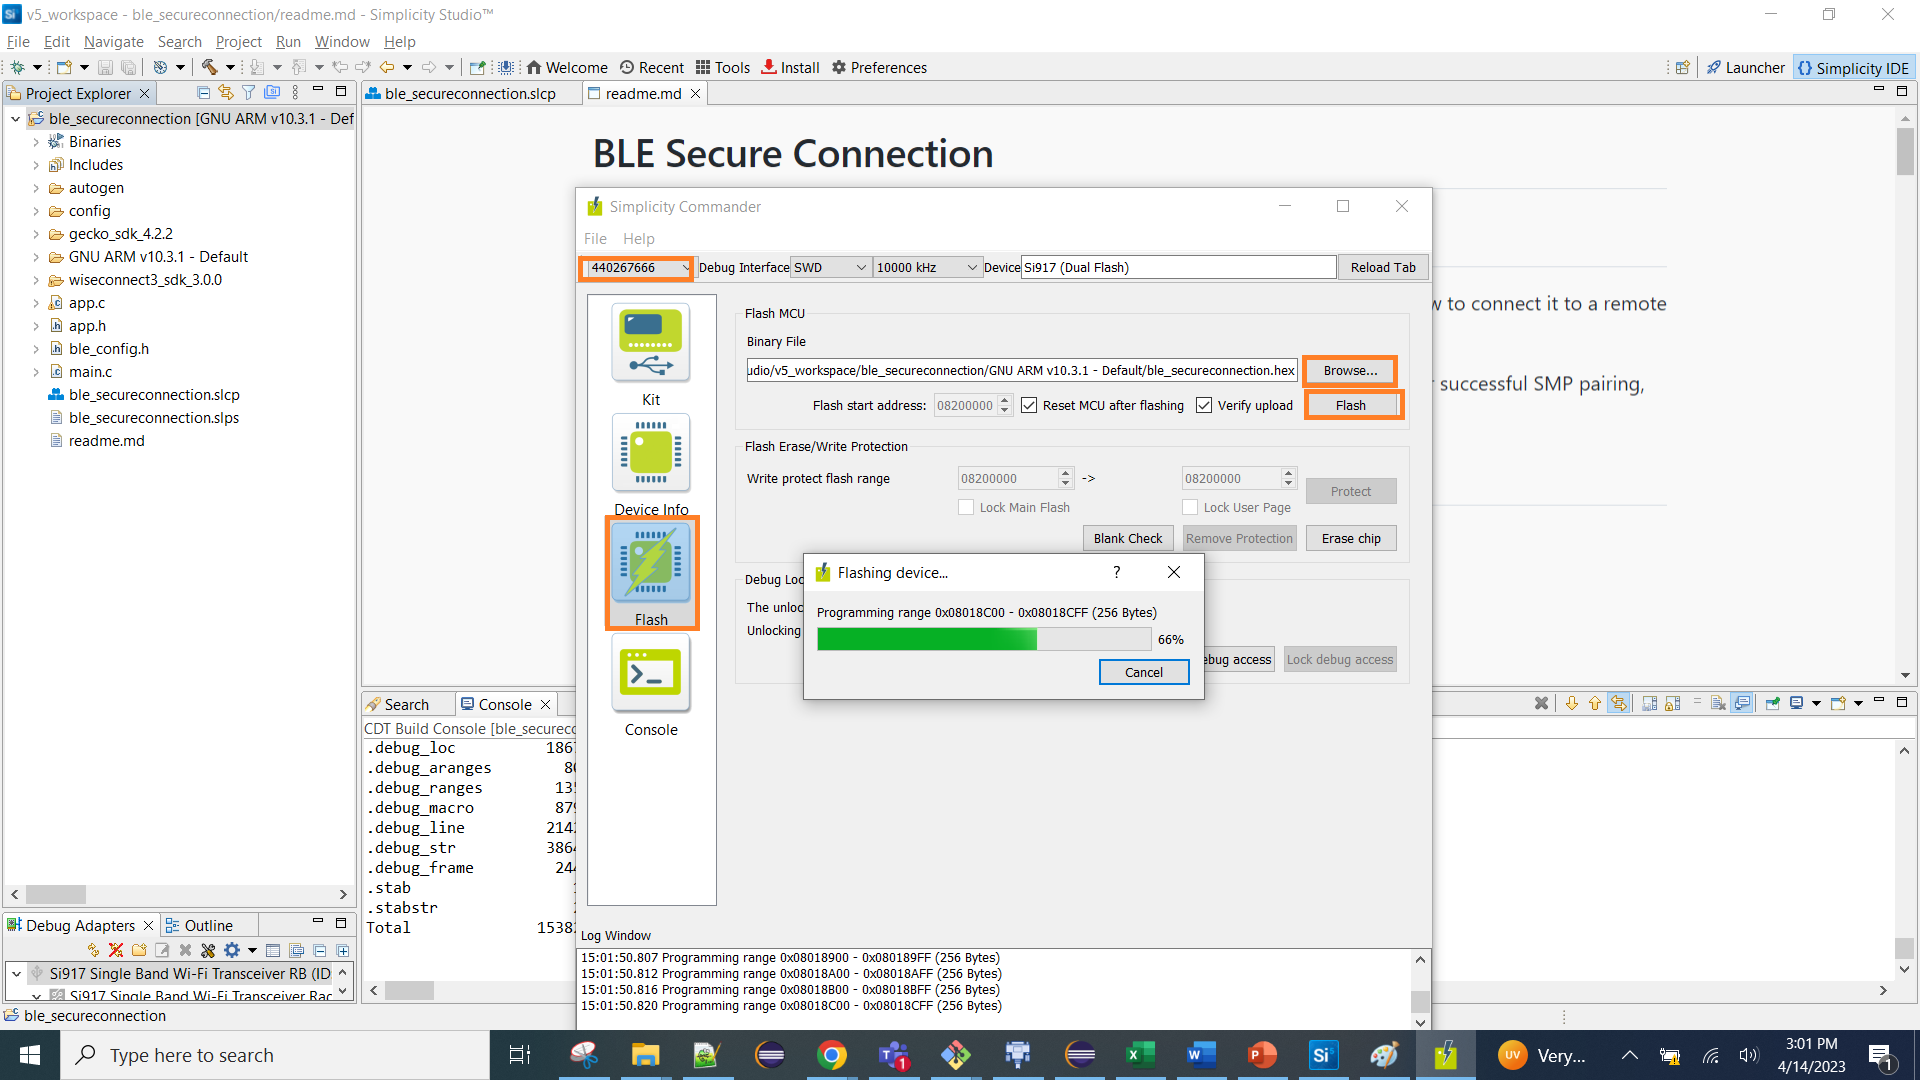 v5_workspace - ble_secureconnection/readme.md - Simplicity Studio™
File Edit Navigate Search Project Run Window Help
Welcome Recent Tools Install Preferences
Launcher Simplicity IDE
Project Explorer
ble_secureconnection [GNU ARM v10.3.1 - Def
Binaries
Includes
autogen
config
gecko_sdk_4.2.2
GNU ARM v10.3.1 - Default
wiseconnect3_sdk_3.0.0
app.c
app.h
ble_config.h
main.c
ble_secureconnection.slcp
ble_secureconnection.slps
readme.md
ble_secureconnection.slcp
readme.md
BLE Secure Connection
w to connect it to a remote
successful SMP pairing,
Simplicity Commander
File Help
440267666 Debug Interface SWD 10000 kHz Device Si917 (Dual Flash) Reload Tab
Kit
Device Info
Flash
Console
Flash MCU
Binary File
udio/v5_workspace/ble_secureconnection/GNU ARM v10.3.1 - Default/ble_secureconnection.hex Browse...
Flash start address: 08200000 Reset MCU after flashing Verify upload Flash
Flash Erase/Write Protection
Write protect flash range 08200000 -> 08200000 Protect
Lock Main Flash Lock User Page
Blank Check Remove Protection Erase chip
Debug Loc
The unloc
Unlocking
ebug access Lock debug access
Flashing device... ?
Programming range 0x08018C00 - 0x08018CFF (256 Bytes)
66%
Cancel
Log Window
15:01:50.807 Programming range 0x08018900 - 0x080189FF (256 Bytes)
15:01:50.812 Programming range 0x08018A00 - 0x08018AFF (256 Bytes)
15:01:50.816 Programming range 0x08018B00 - 0x08018BFF (256 Bytes)
15:01:50.820 Programming range 0x08018C00 - 0x08018CFF (256 Bytes)
Search Console
CDT Build Console [ble_secureco
.debug_loc 1867
.debug_aranges 80
.debug_ranges 135
.debug_macro 879
.debug_line 2142
.debug_str 3864
.debug_frame 244
.stab
.stabstr
Total 15382
Debug Adapters Outline
Si917 Single Band Wi-Fi Transceiver RB (ID
Si917 Single Band Wi-Fi Transceiver Rac
ble_secureconnection
Type here to search
UV Very...
3:01 PM
4/14/2023
1